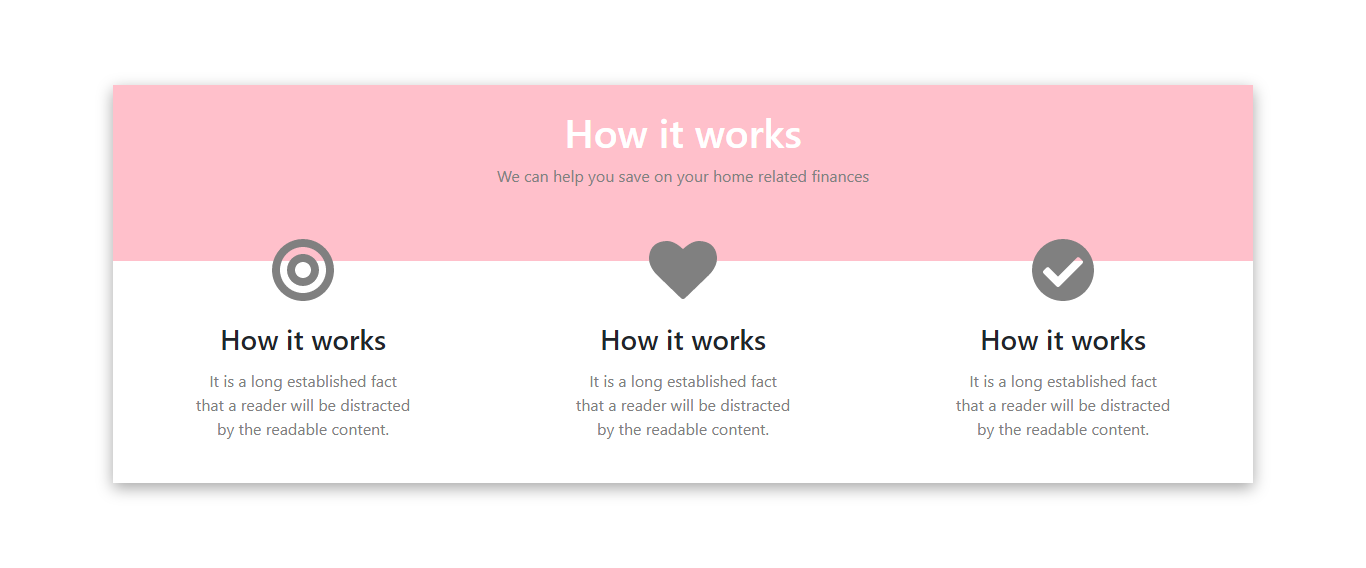 How it works
We can help you save on your home related finances
How it works
It is a long established fact
that a reader will be distracted
by the readable content.
How it works
It is a long established fact
that a reader will be distracted
by the readable content.
How it works
It is a long established fact
that a reader will be distracted
by the readable content.